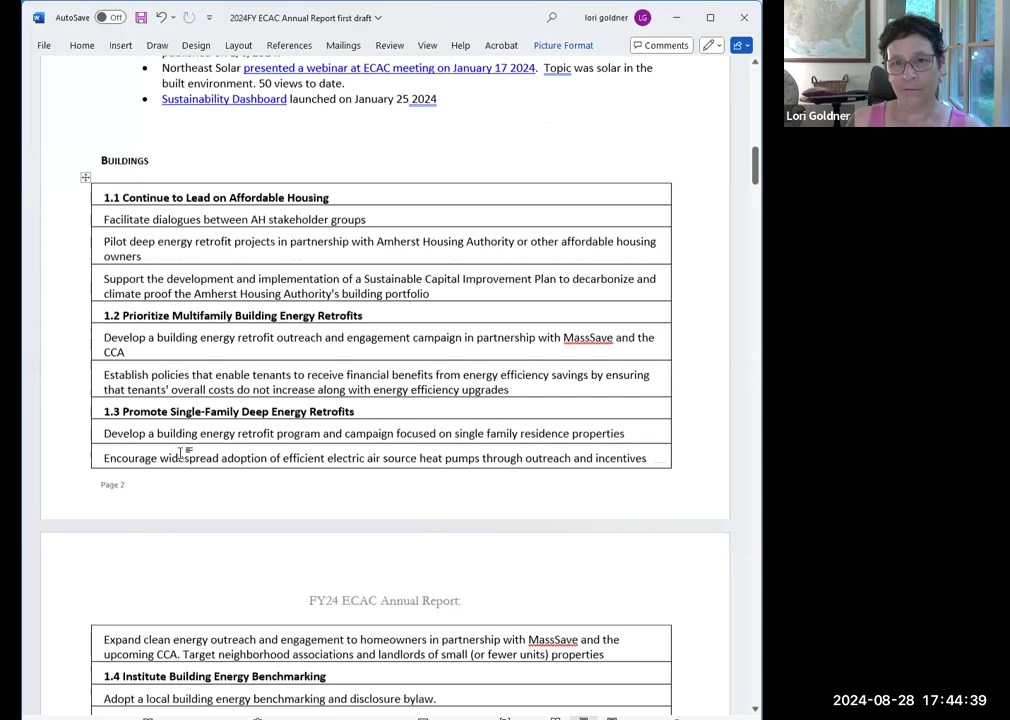 AutoSave Off 2024FY ECAC Annual Report first draft lori goldner LG
File Home Insert Draw Design Layout References Mailings Review View Help Acrobat Picture Format Comments
Northeast Solar presented a webinar at ECAC meeting on January 17 2024. Topic was solar in the
built environment. 50 views to date.
Sustainability Dashboard launched on January 25 2024
BUILDINGS
1.1 Continue to Lead on Affordable Housing
Facilitate dialogues between AH stakeholder groups
Pilot deep energy retrofit projects in partnership with Amherst Housing Authority or other affordable housing
owners
Support the development and implementation of a Sustainable Capital Improvement Plan to decarbonize and
climate proof the Amherst Housing Authority's building portfolio
1.2 Prioritize Multifamily Building Energy Retrofits
Develop a building energy retrofit outreach and engagement campaign in partnership with MassSave and the
CCA
Establish policies that enable tenants to receive financial benefits from energy efficiency savings by ensuring
that tenants' overall costs do not increase along with energy efficiency upgrades
1.3 Promote Single-Family Deep Energy Retrofits
Develop a building energy retrofit program and campaign focused on single family residence properties
Encourage widespread adoption of efficient electric air source heat pumps through outreach and incentives
Page 2
FY24 ECAC Annual Report:
Expand clean energy outreach and engagement to homeowners in partnership with MassSave and the
upcoming CCA. Target neighborhood associations and landlords of small (or fewer units) properties
1.4 Institute Building Energy Benchmarking
Adopt a local building energy benchmarking and disclosure bylaw.
Lori Goldner
2024-08-28 17:44:39